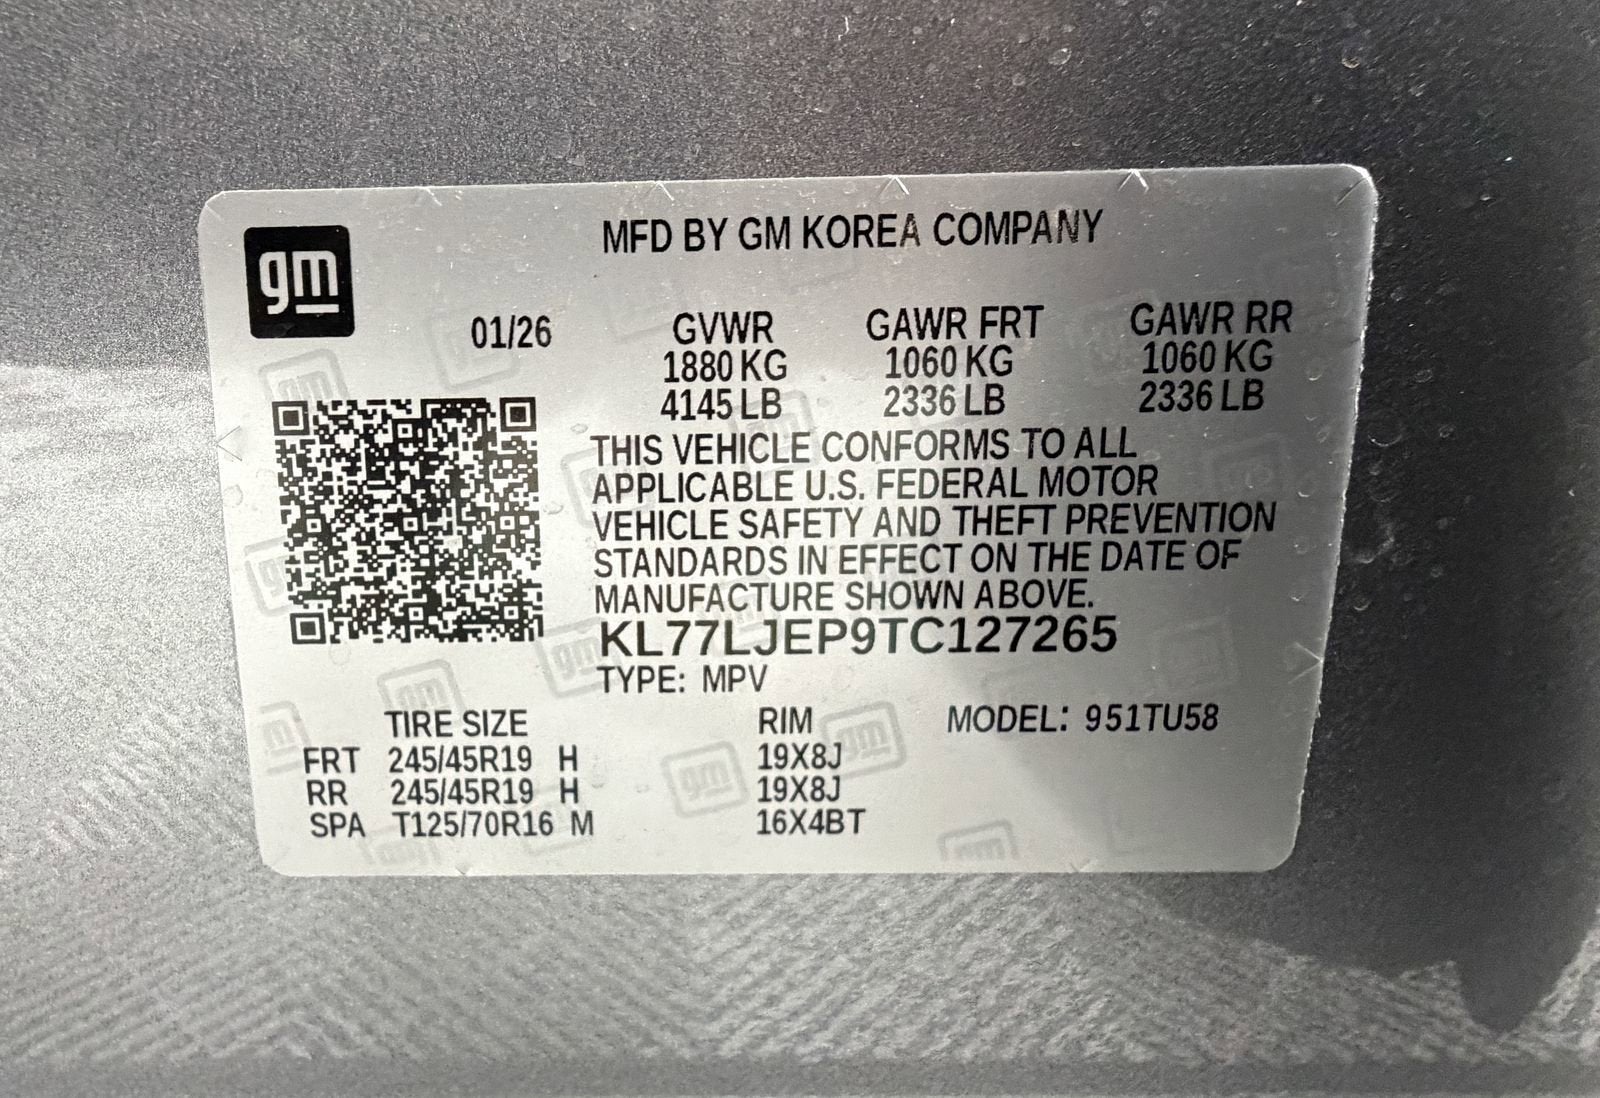 gm
MFD BY GM KOREA COMPANY
01/26 GVWR GAWR FRT GAWR RR
1880 KG 1060 KG 1060 KG
4145 LB 2336 LB 2336 LB
THIS VEHICLE CONFORMS TO ALL
APPLICABLE U.S. FEDERAL MOTOR
VEHICLE SAFETY AND THEFT PREVENTION
STANDARDS IN EFFECT ON THE DATE OF
MANUFACTURE SHOWN ABOVE.
KL77LJEP9TC127265
TYPE: MPV
TIRE SIZE RIM MODEL: 951TU58
FRT 245/45R19 H 19X8J
RR 245/45R19 H 19X8J
SPA T125/70R16 M 16X4BT